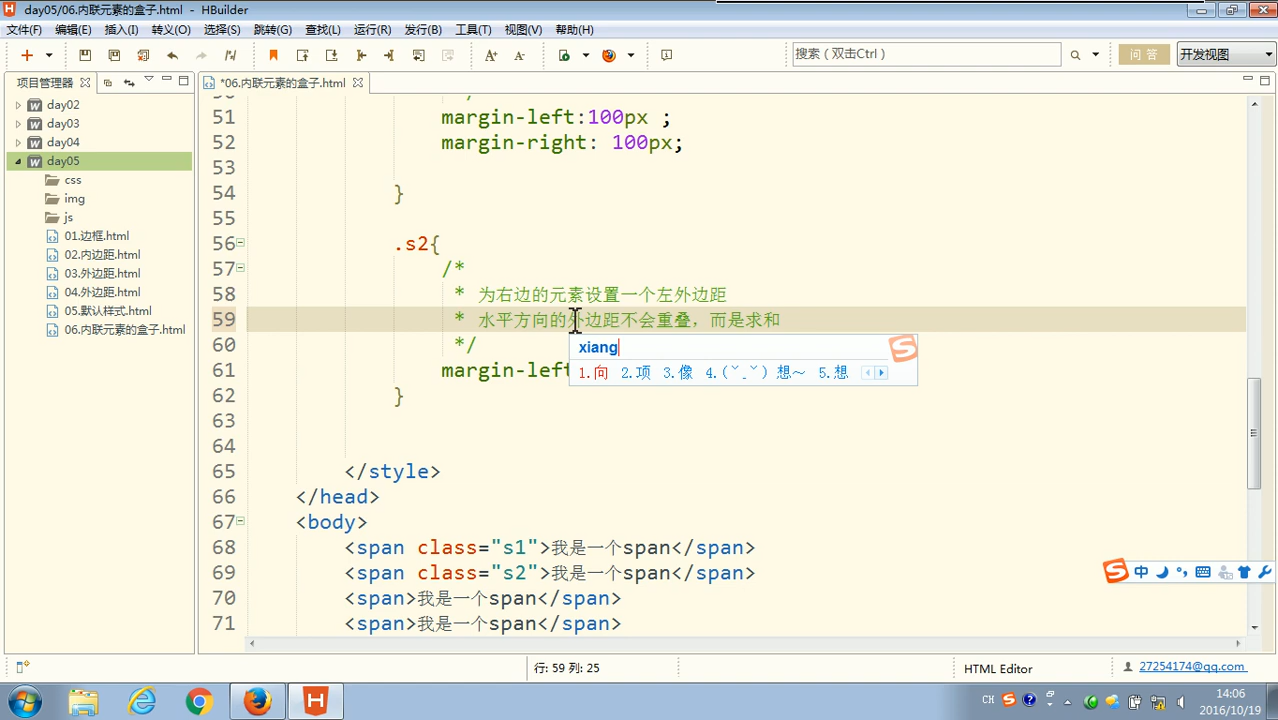 day05/06.内联元素的盒子.html - HBuilder
文件(F) 编辑(E) 插入(I) 转义(O) 选择(S) 跳转(G) 查找(L) 运行(R) 发行(B) 工具(T) 视图(V) 帮助(H)
搜索（双击Ctrl） 问 答 开发视图
项目管理器
day02
day03
day04
day05
css
img
js
01.边框.html
02.内边距.html
03.外边距.html
04.外边距.html
05.默认样式.html
06.内联元素的盒子.html
*06.内联元素的盒子.html
51 margin-left:100px ;
52 margin-right: 100px;
53
54 }
55
56 .s2{
57 /*
58 * 为右边的元素设置一个左外边距
59 * 水平方向的外边距不会重叠，而是求和
60 */
61 margin-left
62 }
63
64
65 </style>
66 </head>
67 <body>
68 <span class="s1">我是一个span</span>
69 <span class="s2">我是一个span</span>
70 <span>我是一个span</span>
71 <span>我是一个span</span>
xiang
1.向 2.项 3.像 4.(˘_˘)想～ 5.想
中
行: 59 列: 25
HTML Editor
27254174@qq.com
CH
14:06
2016/10/19